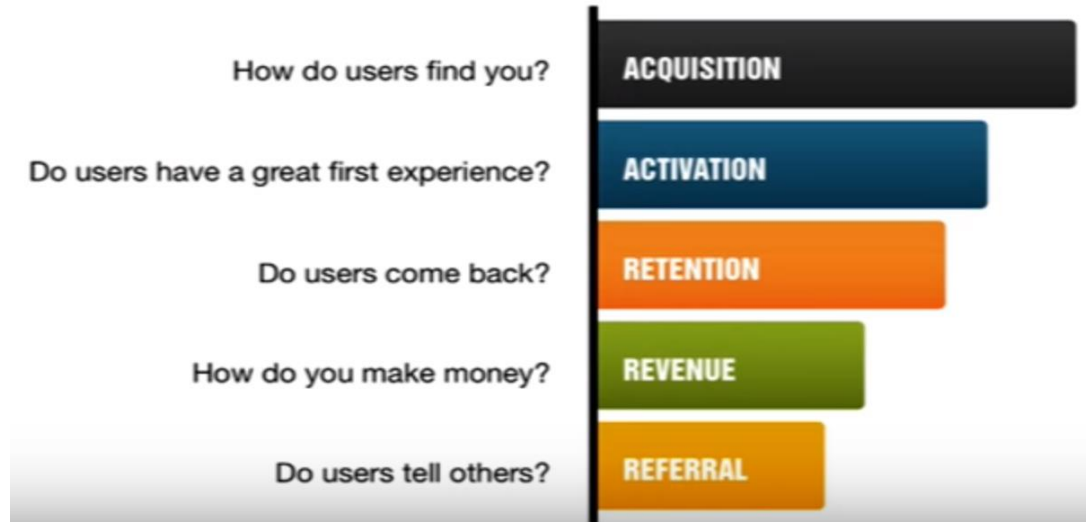 How do users find you?
ACQUISITION
Do users have a great first experience?
ACTIVATION
Do users come back?
RETENTION
How do you make money?
REVENUE
Do users tell others?
REFERRAL